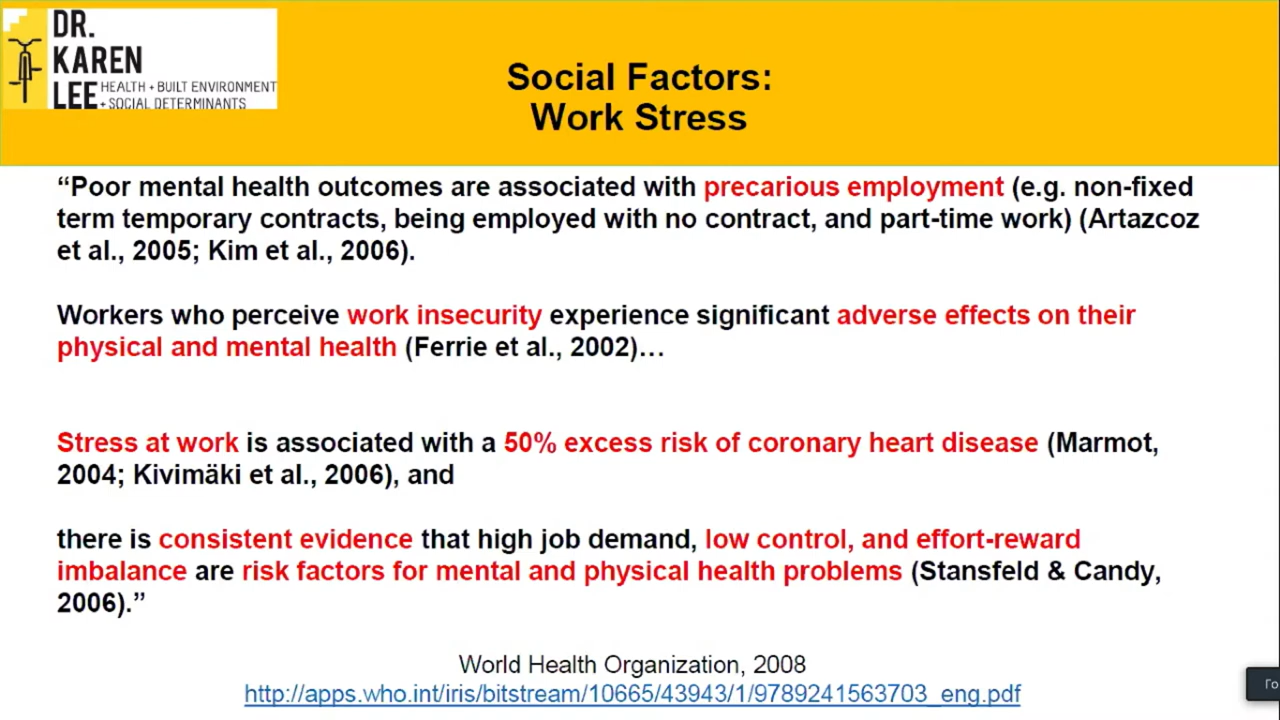 DR.
KAREN
LEE HEALTH + BUILT ENVIRONMENT
+ SOCIAL DETERMINANTS
Social Factors:
Work Stress
“Poor mental health outcomes are associated with precarious employment (e.g. non-fixed
term temporary contracts, being employed with no contract, and part-time work) (Artazcoz
et al., 2005; Kim et al., 2006).
Workers who perceive work insecurity experience significant adverse effects on their
physical and mental health (Ferrie et al., 2002)…
Stress at work is associated with a 50% excess risk of coronary heart disease (Marmot,
2004; Kivimäki et al., 2006), and
there is consistent evidence that high job demand, low control, and effort-reward
imbalance are risk factors for mental and physical health problems (Stansfeld & Candy,
2006).”
World Health Organization, 2008
http://apps.who.int/iris/bitstream/10665/43943/1/9789241563703_eng.pdf